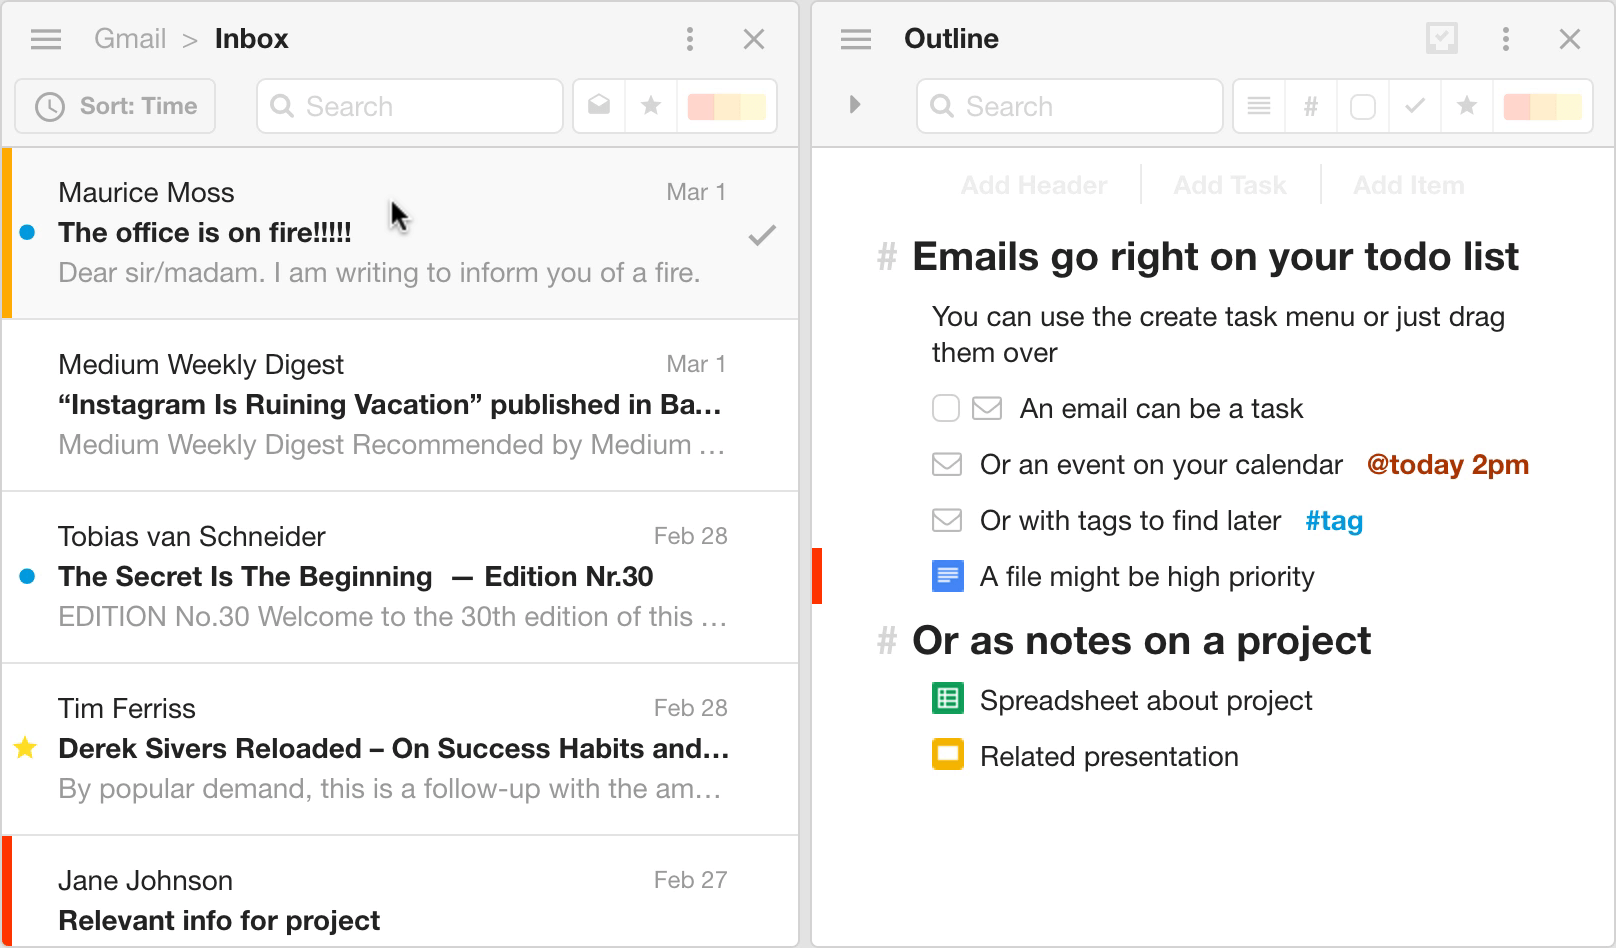 Gmail > Inbox
Sort: Time
Search
Maurice Moss
Mar 1
The office is on fire!!!!!
Dear sir/madam. I am writing to inform you of a fire.
Medium Weekly Digest
Mar 1
“Instagram Is Ruining Vacation” published in Ba...
Medium Weekly Digest Recommended by Medium ...
Tobias van Schneider
Feb 28
The Secret Is The Beginning — Edition Nr.30
EDITION No.30 Welcome to the 30th edition of this ...
Tim Ferriss
Feb 28
Derek Sivers Reloaded – On Success Habits and...
By popular demand, this is a follow-up with the am...
Jane Johnson
Feb 27
Relevant info for project
Outline
Search
#
Add Header
Add Task
Add Item
# Emails go right on your todo list
You can use the create task menu or just drag
them over
An email can be a task
Or an event on your calendar @today 2pm
Or with tags to find later #tag
A file might be high priority
# Or as notes on a project
Spreadsheet about project
Related presentation